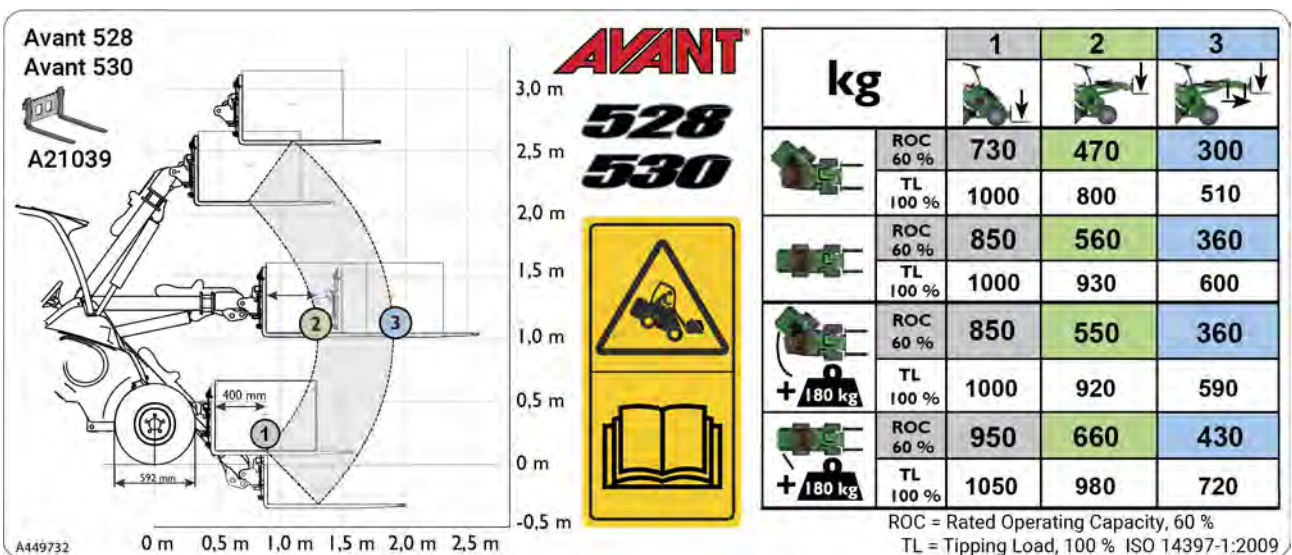 Avant 528
Avant 530
A21039
3,0 m
2,5 m
2,0 m
1,5 m
1,0 m
0,5 m
0 m
-0,5 m
2
3
400 mm
1
592 mm
0 m 0,5 m 1,0 m 1,5 m 2,0 m 2,5 m
A449732
AVANT®
528
530
kg
1 2 3
ROC 60 % 730 470 300
TL 100 % 1000 800 510
ROC 60 % 850 560 360
TL 100 % 1000 930 600
ROC 60 % 850 550 360
+ 180 kg TL 100 % 1000 920 590
ROC 60 % 950 660 430
+ 180 kg TL 100 % 1050 980 720
ROC = Rated Operating Capacity, 60 %
TL = Tipping Load, 100 % ISO 14397-1:2009